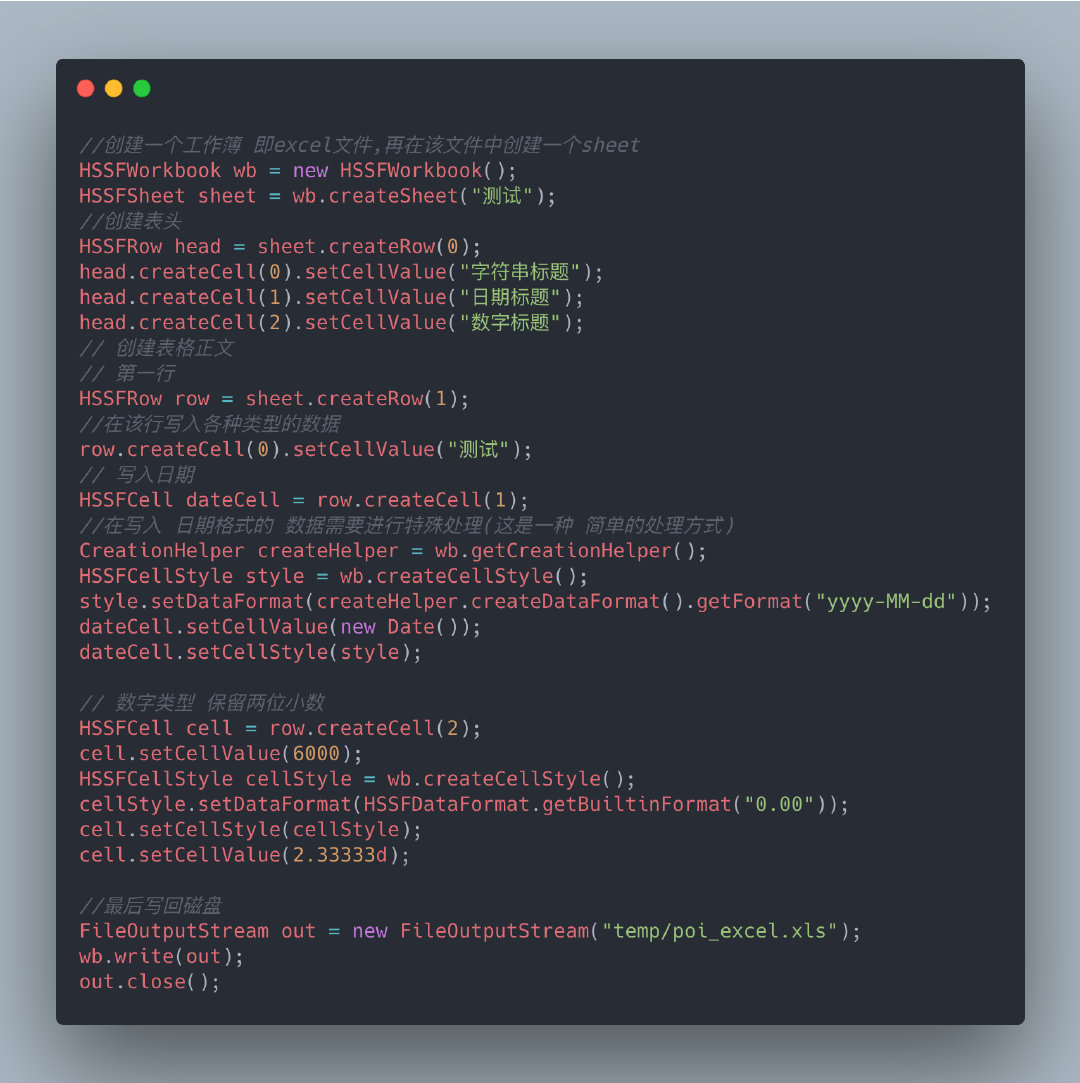 //创建一个工作簿 即excel文件,再在该文件中创建一个sheet
HSSFWorkbook wb = new HSSFWorkbook();
HSSFSheet sheet = wb.createSheet("测试");
//创建表头
HSSFRow head = sheet.createRow(0);
head.createCell(0).setCellValue("字符串标题");
head.createCell(1).setCellValue("日期标题");
head.createCell(2).setCellValue("数字标题");
// 创建表格正文
// 第一行
HSSFRow row = sheet.createRow(1);
//在该行写入各种类型的数据
row.createCell(0).setCellValue("测试");
// 写入日期
HSSFCell dateCell = row.createCell(1);
//在写入 日期格式的 数据需要进行特殊处理(这是一种 简单的处理方式)
CreationHelper createHelper = wb.getCreationHelper();
HSSFCellStyle style = wb.createCellStyle();
style.setDataFormat(createHelper.createDataFormat().getFormat("yyyy-MM-dd"));
dateCell.setCellValue(new Date());
dateCell.setCellStyle(style);

// 数字类型 保留两位小数
HSSFCell cell = row.createCell(2);
cell.setCellValue(6000);
HSSFCellStyle cellStyle = wb.createCellStyle();
cellStyle.setDataFormat(HSSFDataFormat.getBuiltinFormat("0.00"));
cell.setCellStyle(cellStyle);
cell.setCellValue(2.33333d);

//最后写回磁盘
FileOutputStream out = new FileOutputStream("temp/poi_excel.xls");
wb.write(out);
out.close();